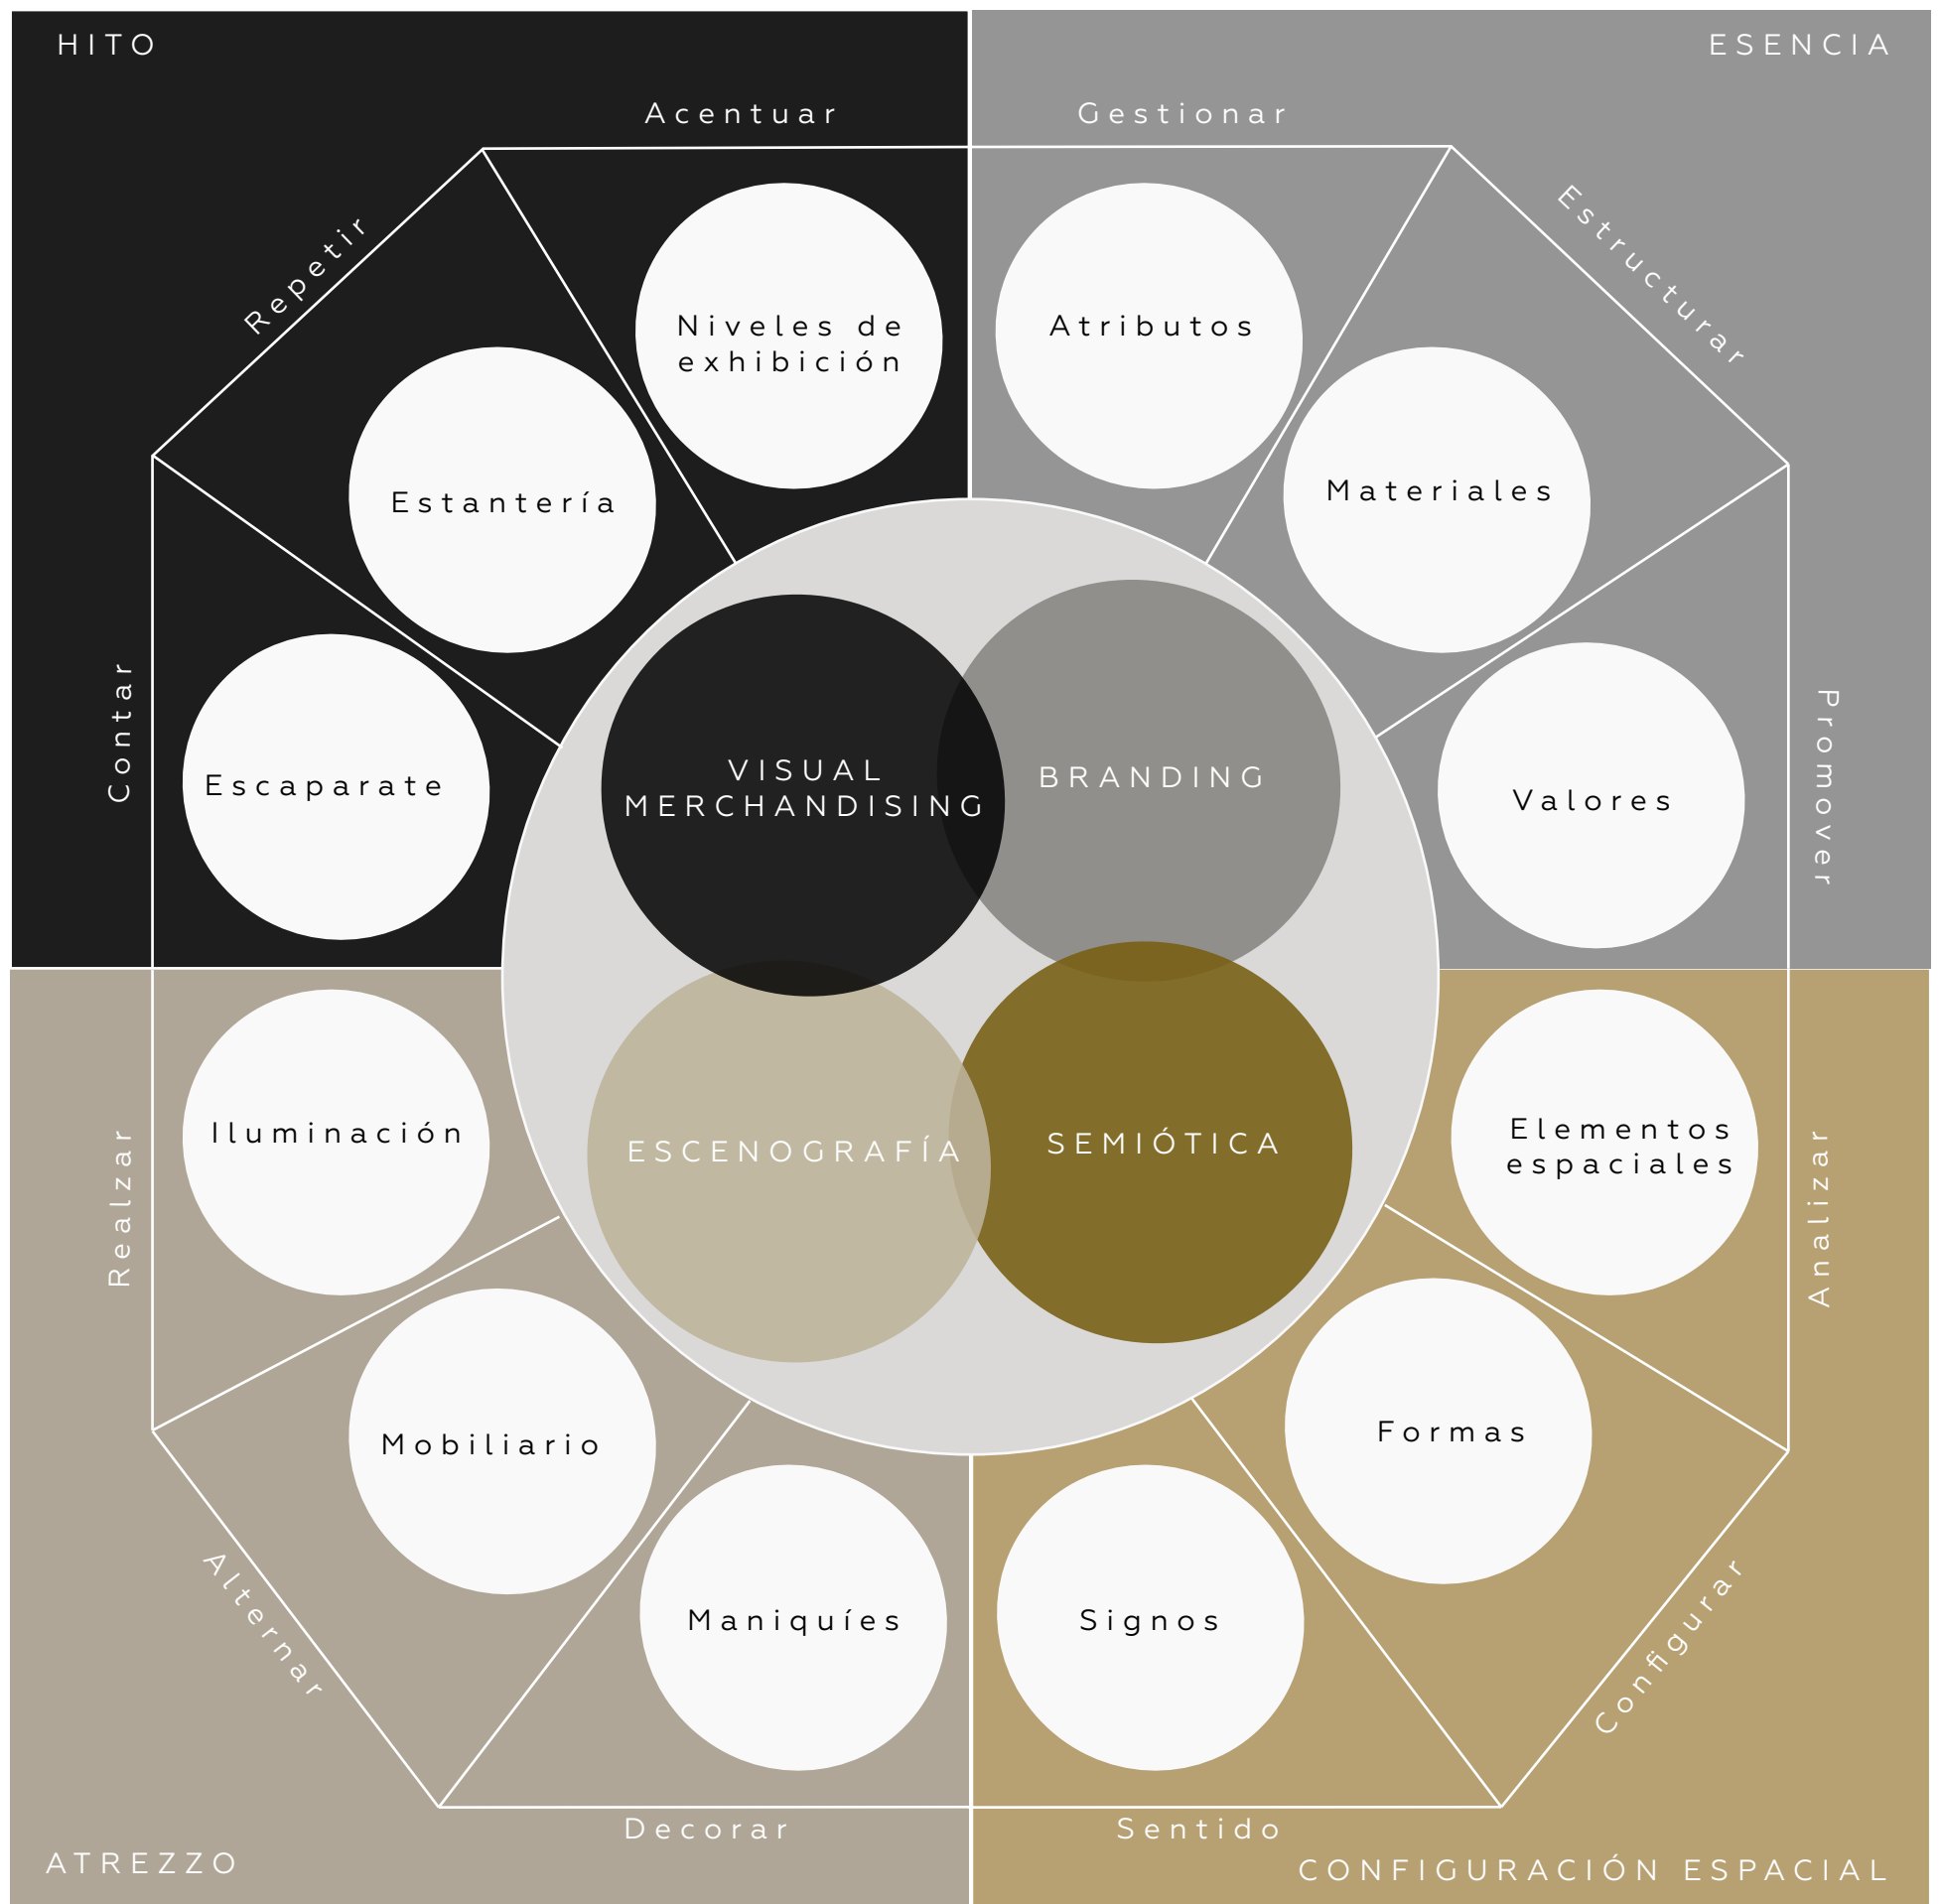 HITO
ESENCIA
Acentuar
Gestionar
Repetir
Estructurar
Niveles de
exhibición
Atributos
Estantería
Materiales
Contar
Escaparate
VISUAL
MERCHANDISING
BRANDING
Valores
Promover
Realzar
Iluminación
ESCENOGRAFÍA
SEMIÓTICA
Elementos
espaciales
Analizar
Mobiliario
Formas
Alternar
Maniquíes
Signos
Configurar
Decorar
Sentido
ATREZZO
CONFIGURACIÓN ESPACIAL